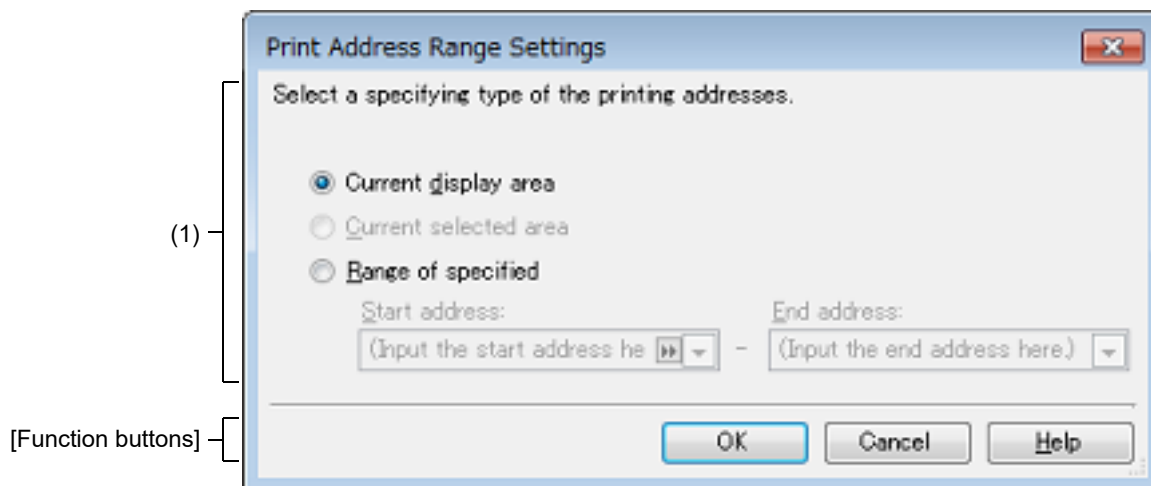 Print Address Range Settings
Select a specifying type of the printing addresses.
Current display area
(1)
Current selected area
Range of specified
Start address: End address:
(Input the start address he - (Input the end address here.)
[Function buttons]
OK Cancel Help